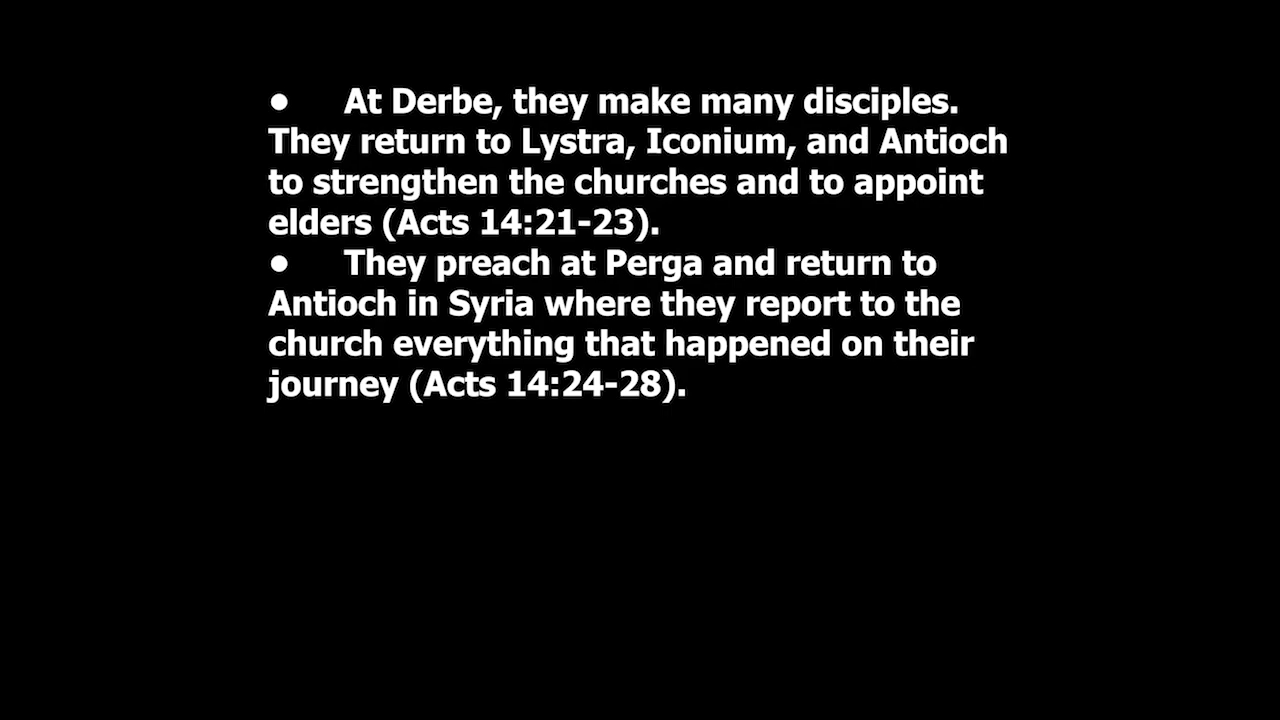 ● At Derbe, they make many disciples.
They return to Lystra, Iconium, and Antioch
to strengthen the churches and to appoint
elders (Acts 14:21-23).
● They preach at Perga and return to
Antioch in Syria where they report to the
church everything that happened on their
journey (Acts 14:24-28).